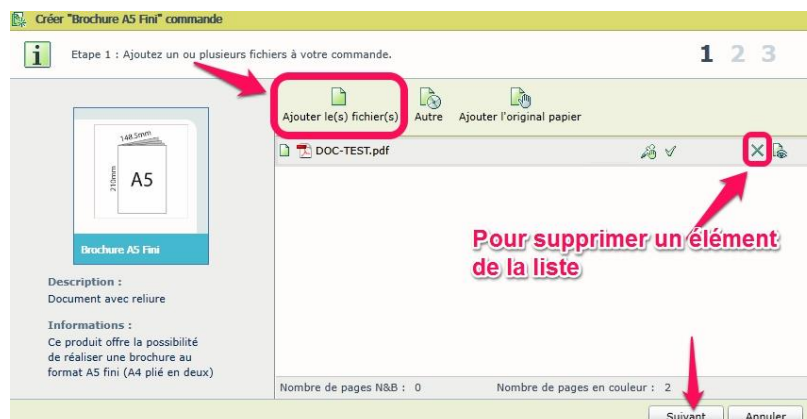 Créer "Brochure A5 Fini" commande
i
Etape 1 : Ajoutez un ou plusieurs fichiers à votre commande.
1 2 3
Ajouter le(s) fichier(s) Autre Ajouter l'original papier
DOC-TEST.pdf
148.5mm
210mm
A5
Brochure A5 Fini
Pour supprimer un élément
de la liste
Description :
Document avec reliure
Informations :
Ce produit offre la possibilité
de réaliser une brochure au
format A5 fini (A4 plié en deux)
Nombre de pages N&B : 0 Nombre de pages en couleur : 2
Suivant Annuler